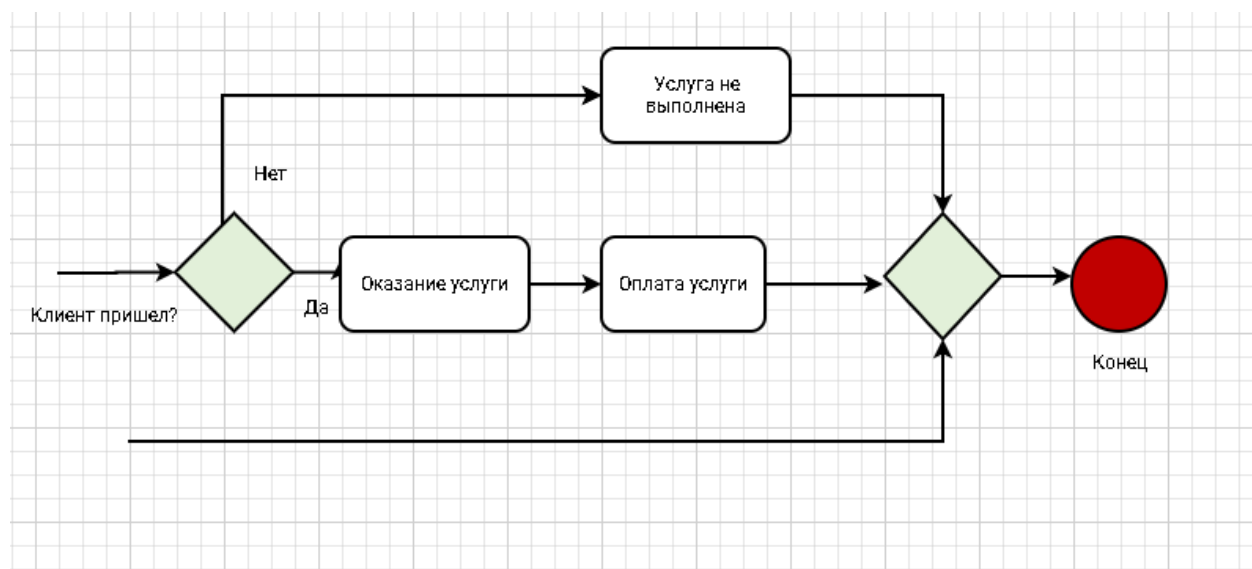 Услуга не
выполнена
Нет
Оказание услуги
Оплата услуги
Клиент пришел?
Да
Конец